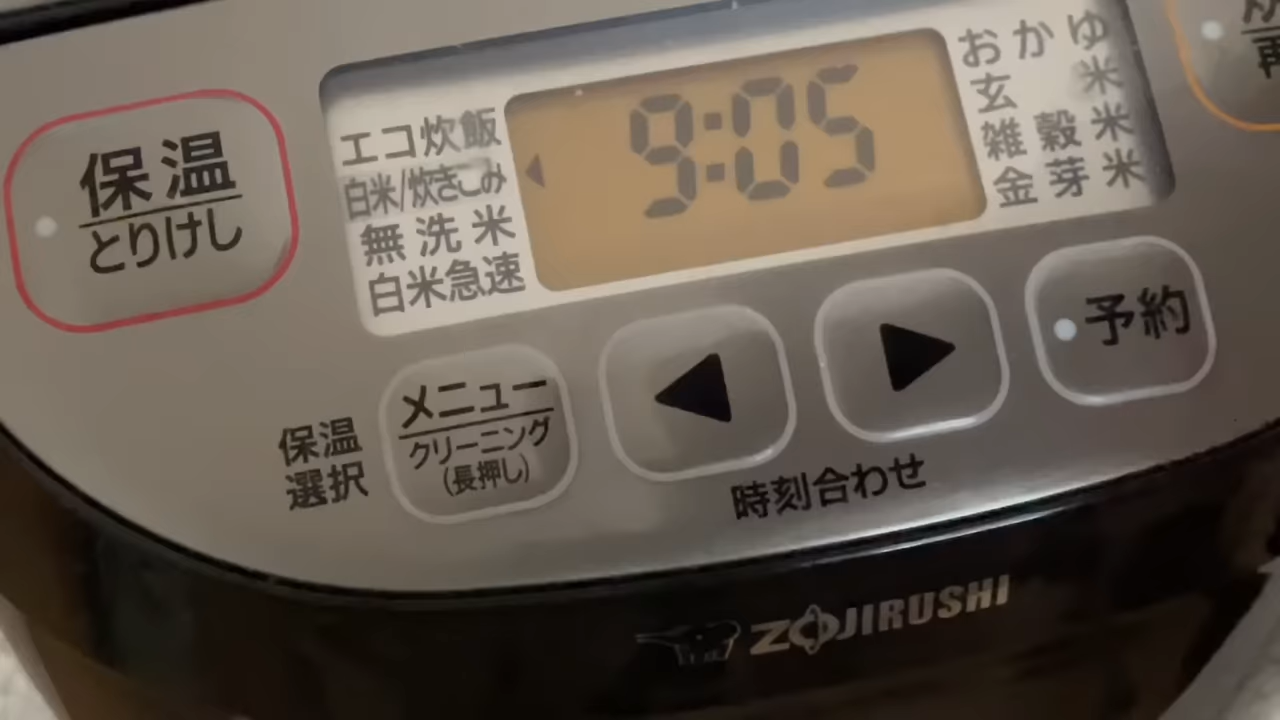 保温
とりけし
エコ炊飯
白米/炊きこみ
無洗米
白米急速
9:05
おかゆ
玄米
雑穀米
金芽米
保温
選択
メニュー
クリーニング
(長押し)
時刻合わせ
予約
ZOJIRUSHI